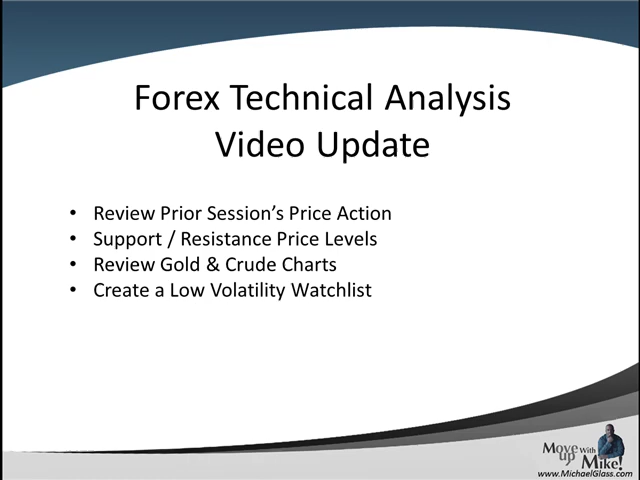 Forex Technical Analysis
Video Update
• Review Prior Session's Price Action
• Support / Resistance Price Levels
• Review Gold & Crude Charts
• Create a Low Volatility Watchlist
Move up With Mike!
www.MichaelGlass.com